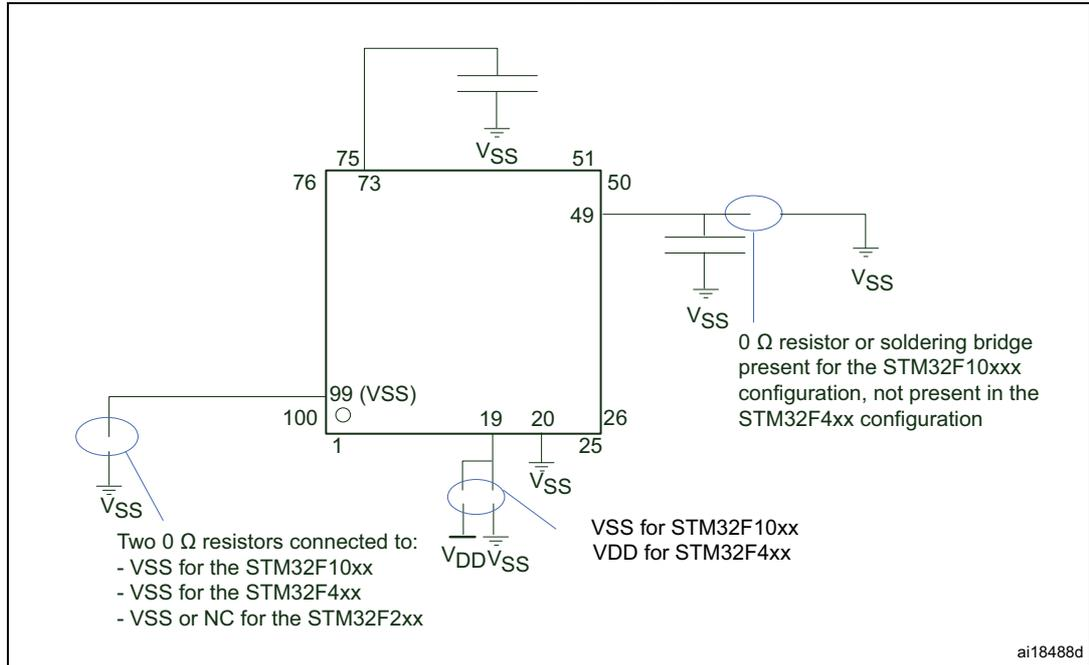 VSS
75
51
76
73
50
49
VSS
VSS
0 Ω resistor or soldering bridge
present for the STM32F10xxx
configuration, not present in the
STM32F4xx configuration
99 (VSS)
100
19
20
26
1
25
VSS
VSS
VDD
VSS
VSS for STM32F10xx
VDD for STM32F4xx
Two 0 Ω resistors connected to:
- VSS for the STM32F10xx
- VSS for the STM32F4xx
- VSS or NC for the STM32F2xx
ai18488d